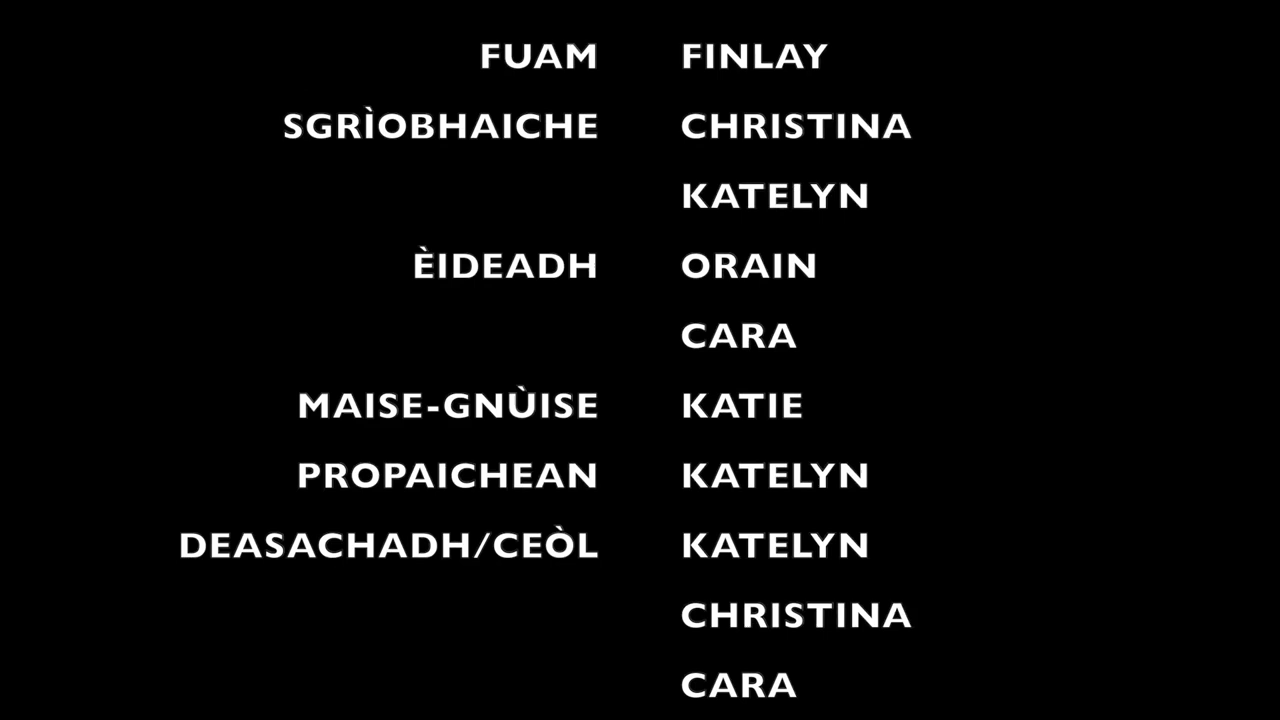 FUAM FINLAY
SGRÌOBHAICHE CHRISTINA
KATELYN
ÈIDEADH ORAIN
CARA
MAISE-GNÙISE KATIE
PROPAICHEAN KATELYN
DEASACHADH/CEÒL KATELYN
CHRISTINA
CARA